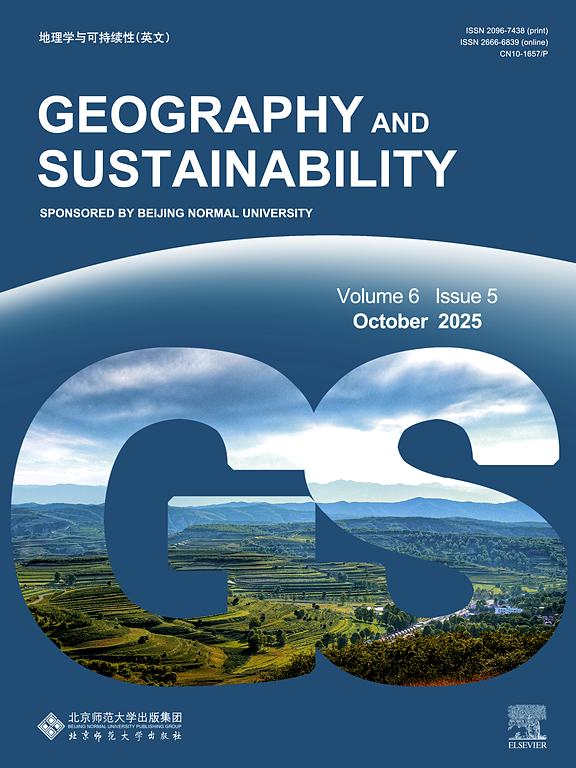 地理学与可持续性(英文)
ISSN 2096-7438 (print)
ISSN 2666-6839 (online)
CN10-1657/P
GEOGRAPHY AND
SUSTAINABILITY
SPONSORED BY BEIJING NORMAL UNIVERSITY
Volume 6 Issue 5
October 2025
GS
北京师范大学出版集团
BEIJING NORMAL UNIVERSITY PUBLISHING GROUP
北京师范大学出版社
ELSEVIER